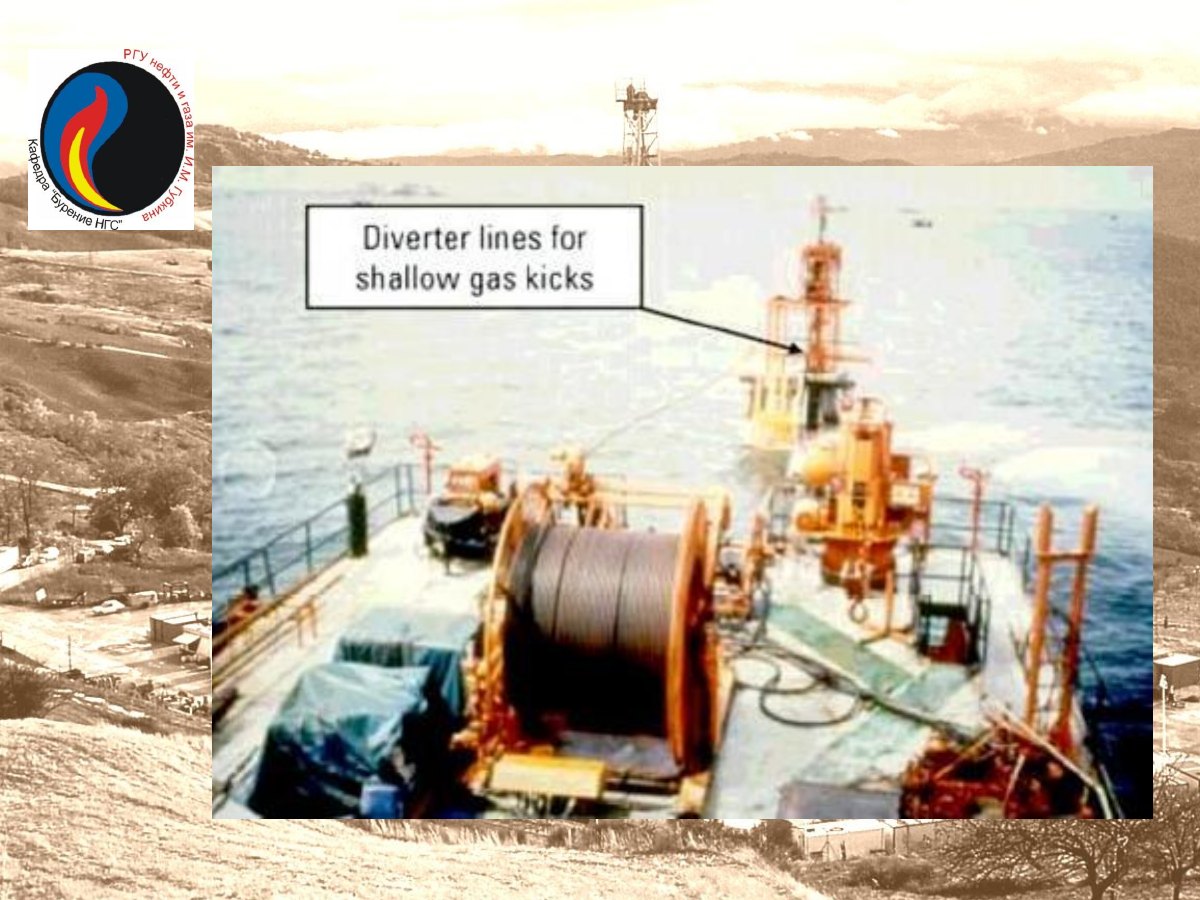 РГУ нефти и газа им. И.М. Губкина
Кафедра "Бурение НГС"
Diverter lines for
shallow gas kicks